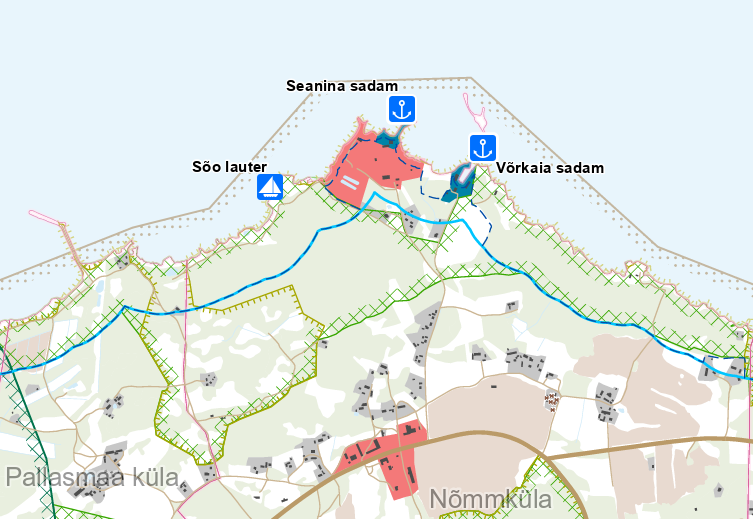 Seanina sadam
Sõo lauter
Võrkaia sadam
Pallasmaa küla
Nõmmküla